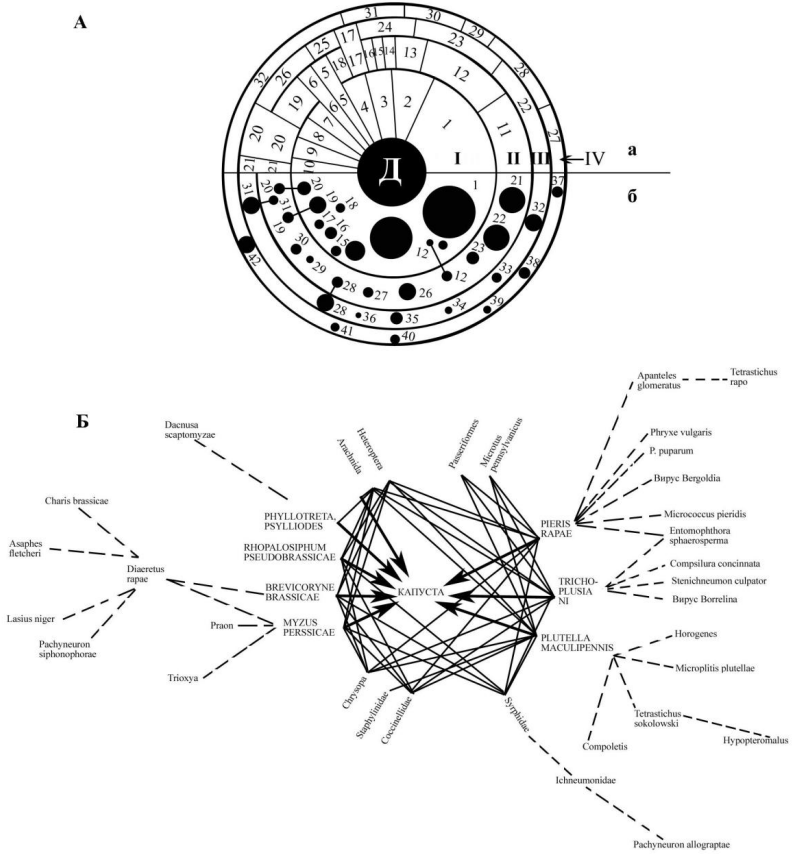 А
31
30
29
28
27
24
23
22
17
25
26
32
20
21
18
17
16
15
14
13
12
11
5
6
19
20
21
5
6
7
8
9
10
4
3
2
1
Д
I
II
III
IV
а
б
1
21
37
32
22
12
12
23
33
38
20
19
18
17
16
15
31
20
31
19
30
29
28
27
26
34
39
35
36
28
42
41
40
Б
Apanteles
glomeratus
Tetrastichus
rapo
Dacnusa
scaptomyzae
Arachnida
Heteroptera
Passeriformes
Microtus
pennsylvanicus
Phryxe vulgaris
P. puparum
Вирус Bergoldia
Charis brassicae
PHYLLOTRETA,
PSYLLIODES
PIERIS
RAPAE
Micrococcus pieridis
Entomophthora
sphaerosperma
Asaphes
fletcheri
Diaeretus
rapae
RHOPALOSIPHUM
PSEUDOBRASSICAE
BREVICORYNE
BRASSICAE
КАПУСТА
TRICHO-
PLUSIA
NI
Compsilura concinnata
Stenichneumon culpator
Вирус Borrelina
Lasius niger
Praon
MYZUS
PERSSICAE
PLUTELLA
MACULIPENNIS
Horogenes
Pachyneuron
siphonophorae
Trioxya
Microplitis plutellae
Chrysopa
Staphylinidae
Coccinellidae
Syrphidae
Tetrastichus
sokolowski
Compoletis
Hypopteromalus
Ichneumonidae
Pachyneuron allograptae